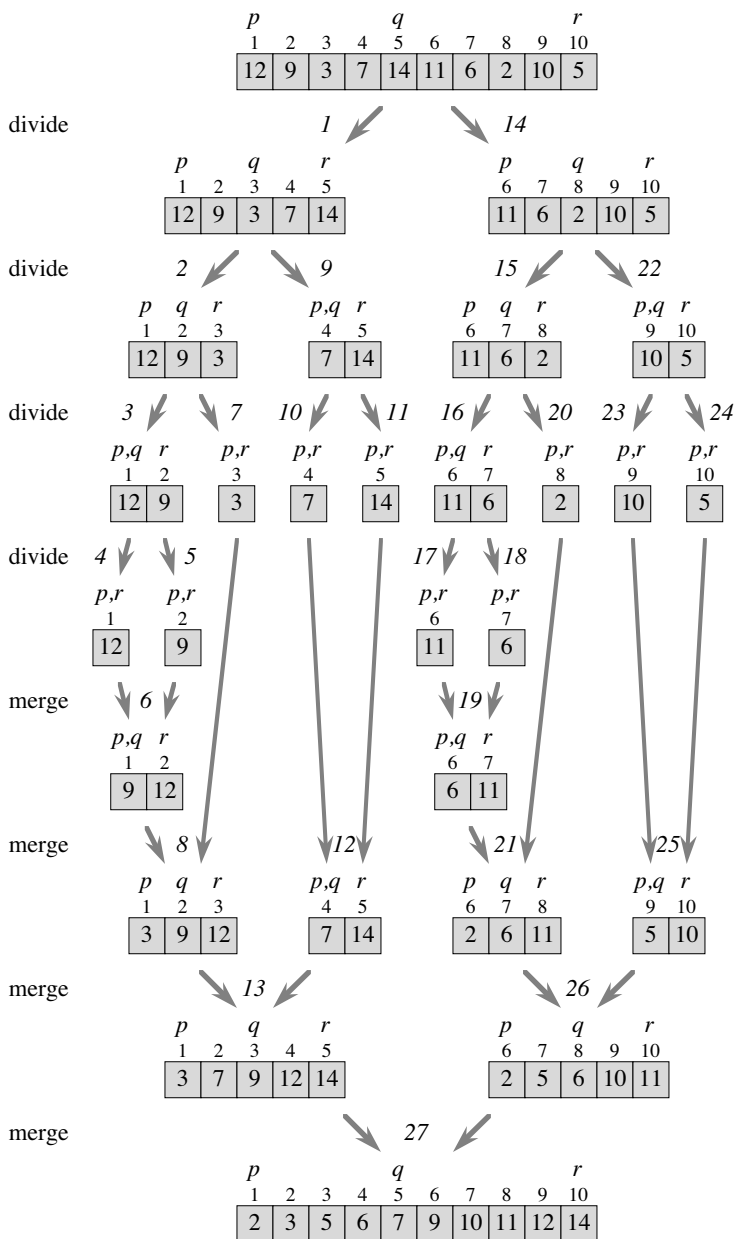 p q r
1 2 3 4 5 6 7 8 9 10
12 9 3 7 14 11 6 2 10 5
divide 1 14
p q r p q r
1 2 3 4 5 6 7 8 9 10
12 9 3 7 14 11 6 2 10 5
divide 2 9 15 22
p q r p,q r p q r p,q r
1 2 3 4 5 6 7 8 9 10
12 9 3 7 14 11 6 2 10 5
divide 3 7 10 11 16 20 23 24
p,q r p,r p,r p,r p,q r p,r p,r p,r
1 2 3 4 5 6 7 8 9 10
12 9 3 7 14 11 6 2 10 5
divide 4 5 17 18
p,r p,r p,r p,r
1 2 6 7
12 9 11 6
merge 6 19
p,q r p,q r
1 2 6 7
9 12 6 11
merge 8 12 21 25
p q r p,q r p q r p,q r
1 2 3 4 5 6 7 8 9 10
3 9 12 7 14 2 6 11 5 10
merge 13 26
p q r p q r
1 2 3 4 5 6 7 8 9 10
3 7 9 12 14 2 5 6 10 11
merge 27
p q r
1 2 3 4 5 6 7 8 9 10
2 3 5 6 7 9 10 11 12 14